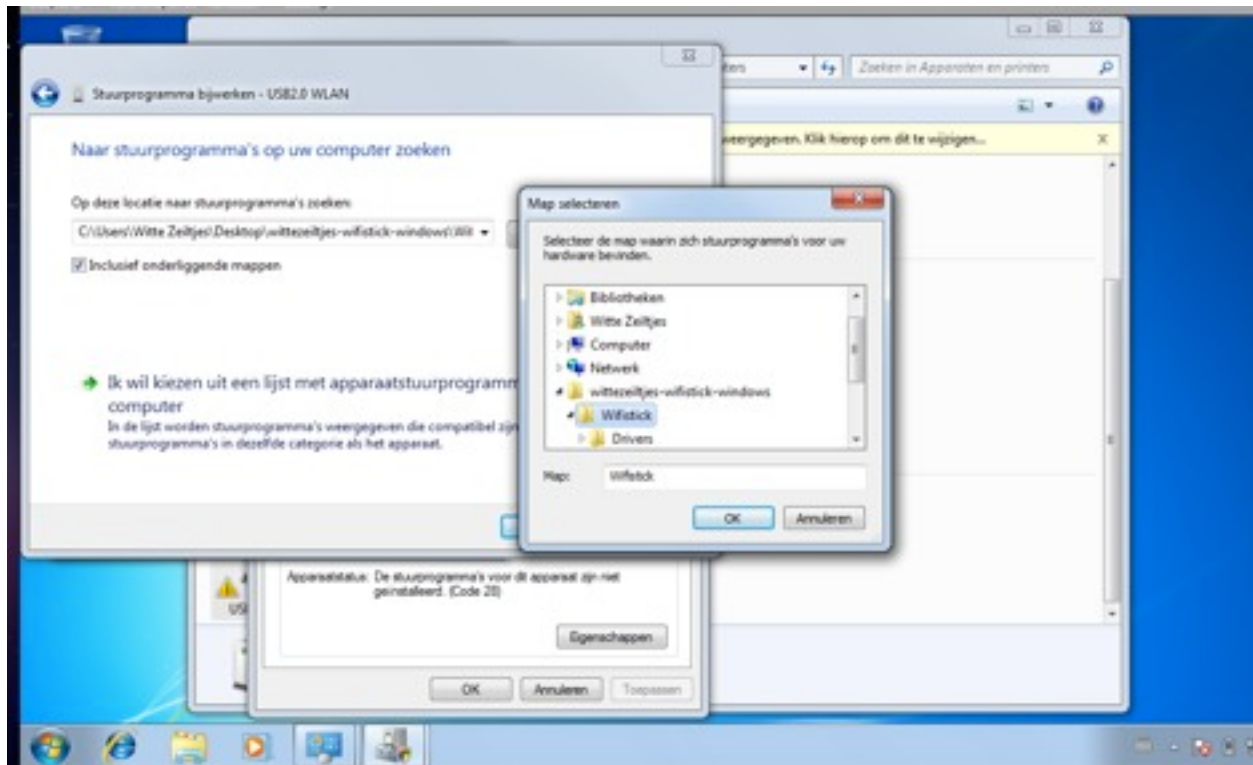 Zoeken in Apparaten en printers
Stuurprogramma bijwerken - USB2.0 WLAN
weergegeven. Klik hierop om dit te wijzigen...
Naar stuurprogramma's op uw computer zoeken
Op deze locatie naar stuurprogramma's zoeken:
C:\Users\Witte Zeiltjes\Desktop\wittezeiltjes-wifistick-windows\Wif
Inclusief onderliggende mappen
Map selecteren
Selecteer de map waarin zich stuurprogramma's voor uw
hardware bevinden.
Bibliotheken
Witte Zeiltjes
Computer
Netwerk
wittezeiltjes-wifistick-windows
Wifistick
Drivers
Map: Wifistick
OK Annuleren
Ik wil kiezen uit een lijst met apparaatstuurprogramm
computer
In de lijst worden stuurprogramma's weergegeven die compatibel zijn
stuurprogramma's in dezelfde categorie als het apparaat.
Apparaatstatus: De stuurprogramma's voor dit apparaat zijn niet
geïnstalleerd. (Code 28)
Eigenschappen
OK Annuleren Toepassen